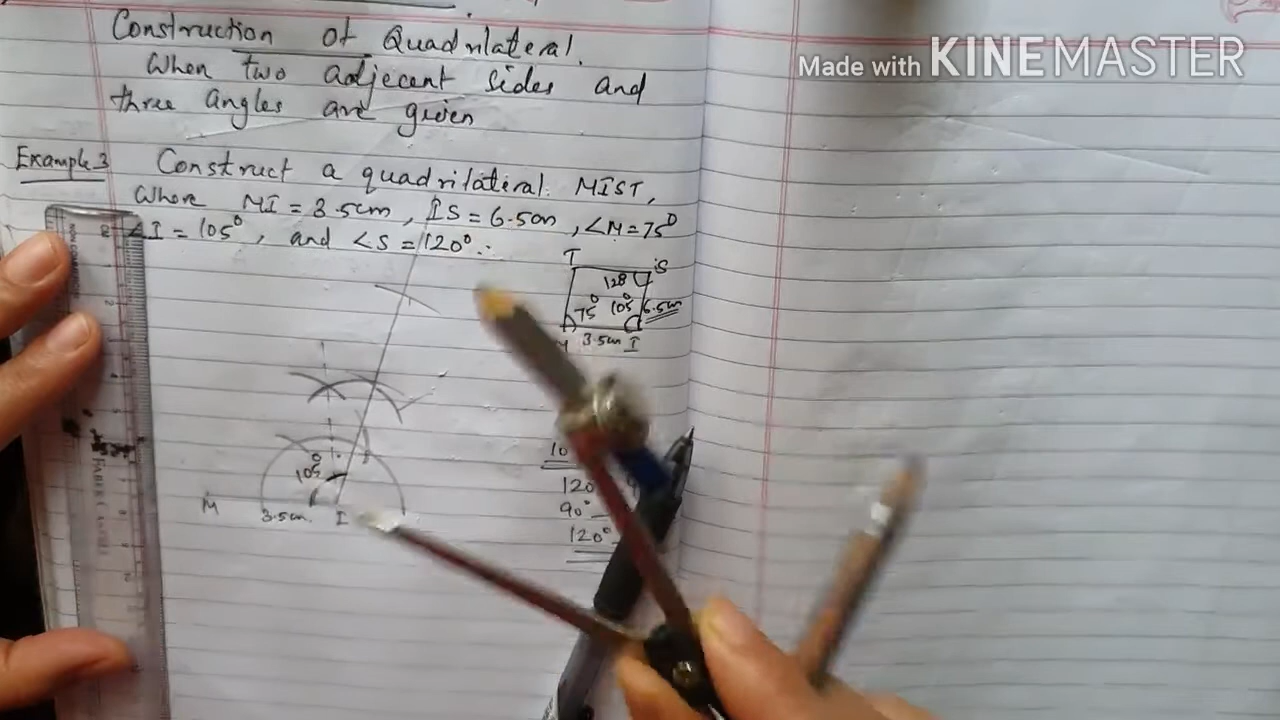 Made with KINEMASTER
Construction of Quadrilateral.
When two adjecent sides and
three angles are given
Example 3 Construct a quadrilateral. MIST,
Where MI = 3.5cm, IS = 6.5cm, ∠M = 75°
∠I = 105°, and ∠S = 120° :-
T S
120
75° 105° 6.5cm
M 3.5cm I
105°
M 3.5cm. I
10
120
90°
120°